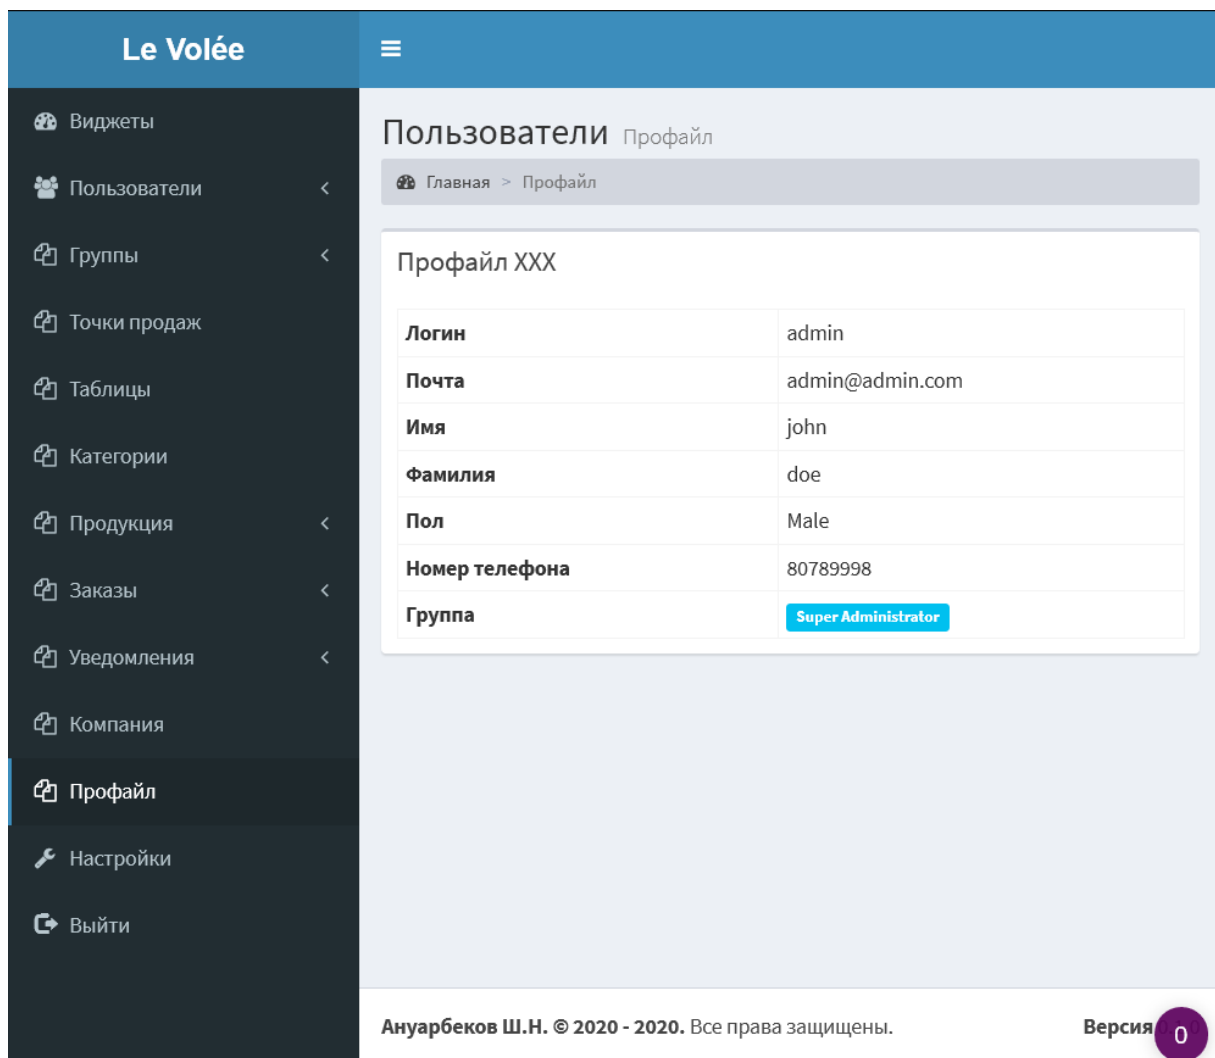 Le Volée
Виджеты
Пользователи
Группы
Точки продаж
Таблицы
Категории
Продукция
Заказы
Уведомления
Компания
Профайл
Настройки
Выйти
Пользователи Профайл
Главная > Профайл
Профайл XXX
Логин admin
Почта admin@admin.com
Имя john
Фамилия doe
Пол Male
Номер телефона 80789998
Группа Super Administrator
Ануарбеков Ш.Н. © 2020 - 2020. Все права защищены.
Версия
0